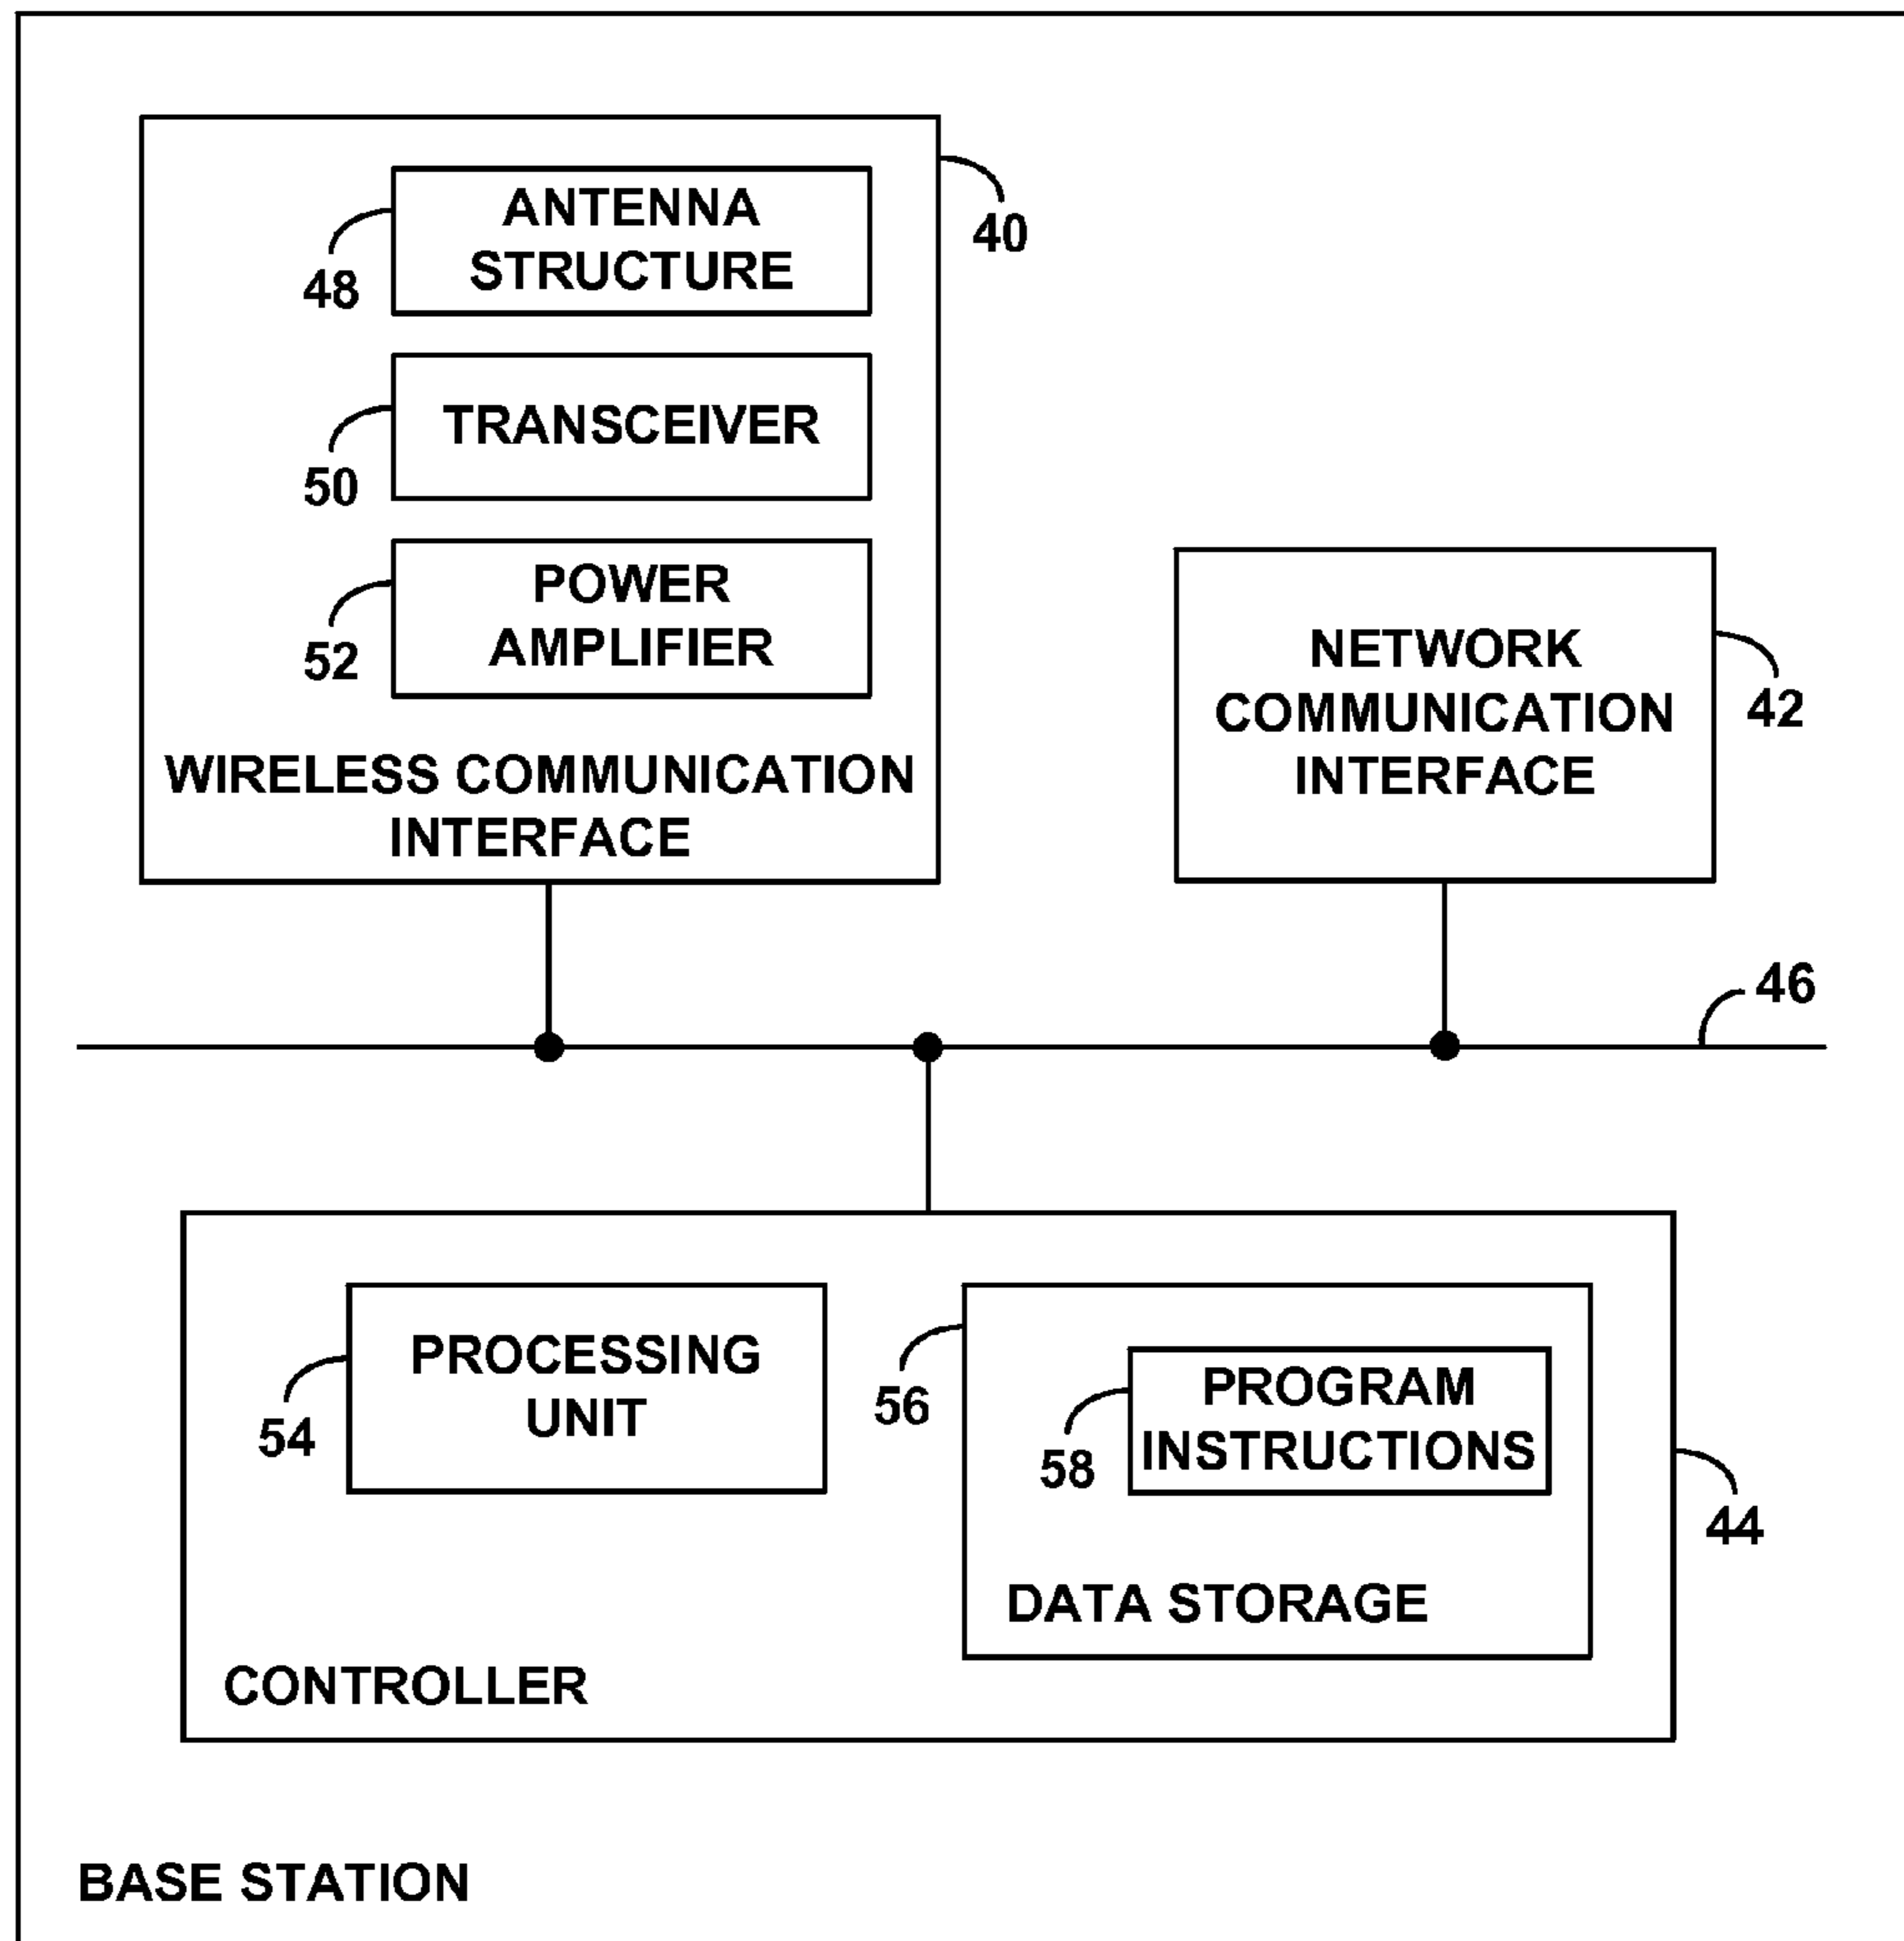 ANTENNA
STRUCTURE
48
40
TRANSCEIVER
50
POWER
AMPLIFIER
52
WIRELESS COMMUNICATION
INTERFACE
NETWORK
COMMUNICATION
INTERFACE
42
46
PROCESSING
UNIT
54
56
PROGRAM
INSTRUCTIONS
58
44
DATA STORAGE
CONTROLLER
BASE STATION